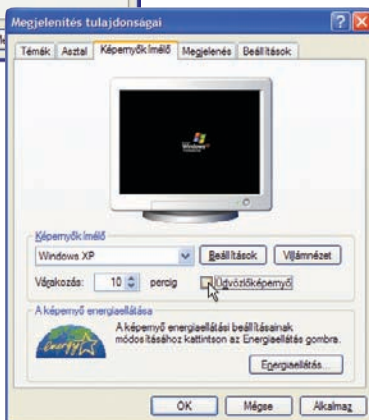 Megjelenítés tulajdonságai
Témák Asztal Képernyőkímélő Megjelenés Beállítások
Windows XP
Képernyőkímélő
Windows XP Beállítások Villámnézet
Várakozás: 10 percig Üdvözlőképernyő
A képernyő energiaellátása
energy
A képernyő energiaellátási beállításainak
módosításához kattintson az Energiaellátás gombra.
Energiaellátás...
OK Mégse Alkalmaz